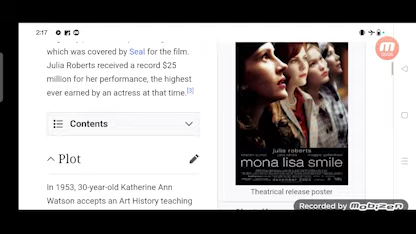 2:17
which was covered by Seal for the film.
Julia Roberts received a record $25
million for her performance, the highest
ever earned by an actress at that time.[3]
Contents
Plot
In 1953, 30-year-old Katherine Ann
Watson accepts an Art History teaching
julia roberts
mona lisa smile
Theatrical release poster
Recorded by Mobizen